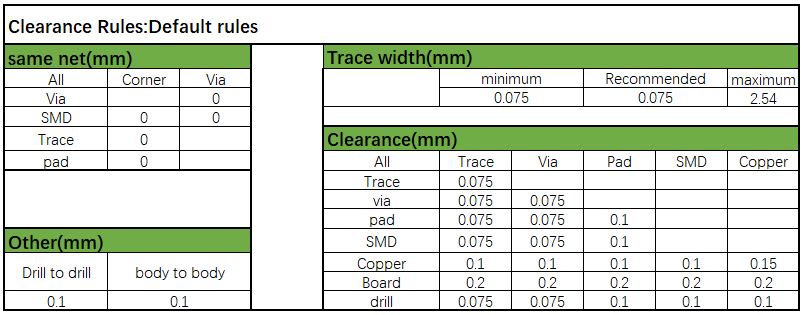 Clearance Rules:Default rules
same net(mm)
All Corner Via
Via 0
SMD 0 0
Trace 0
pad 0
Other(mm)
Drill to drill body to body
0.1 0.1
Trace width(mm)
minimum Recommended maximum
0.075 0.075 2.54
Clearance(mm)
All Trace Via Pad SMD Copper
Trace 0.075
via 0.075 0.075
pad 0.075 0.075 0.1
SMD 0.075 0.075 0.1
Copper 0.1 0.1 0.1 0.1 0.15
Board 0.2 0.2 0.2 0.2 0.2
drill 0.075 0.075 0.1 0.1 0.1